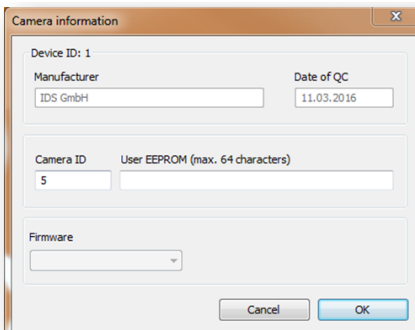 Camera information
Device ID: 1
Manufacturer Date of QC
IDS GmbH 11.03.2016
Camera ID User EEPROM (max. 64 characters)
5
Firmware
Cancel OK